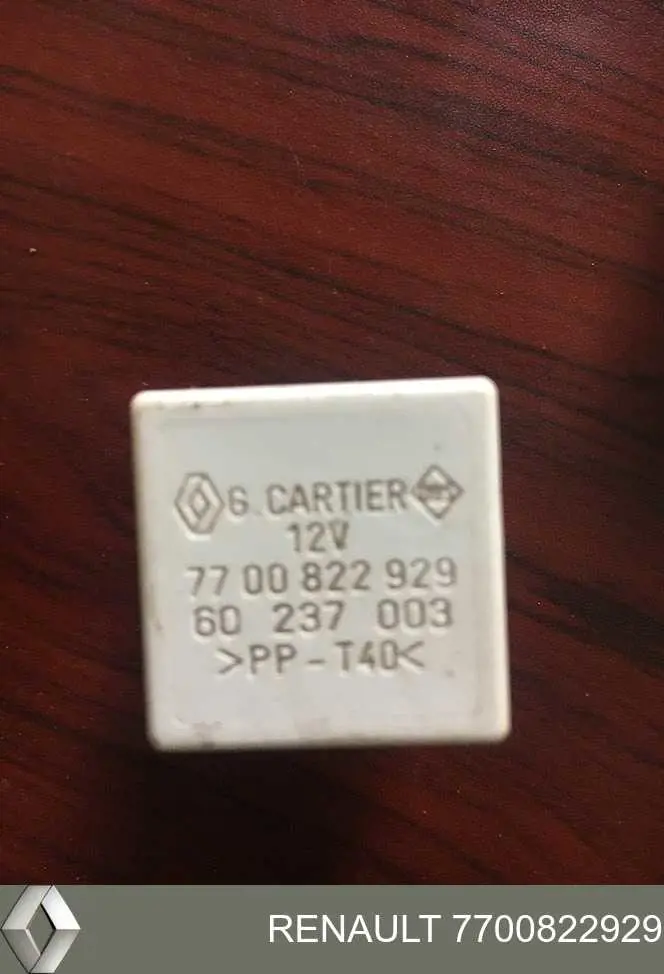 G. CARTIER
12V
77 00 822 929
60 237 003
>PP-T40<
RENAULT 7700822929